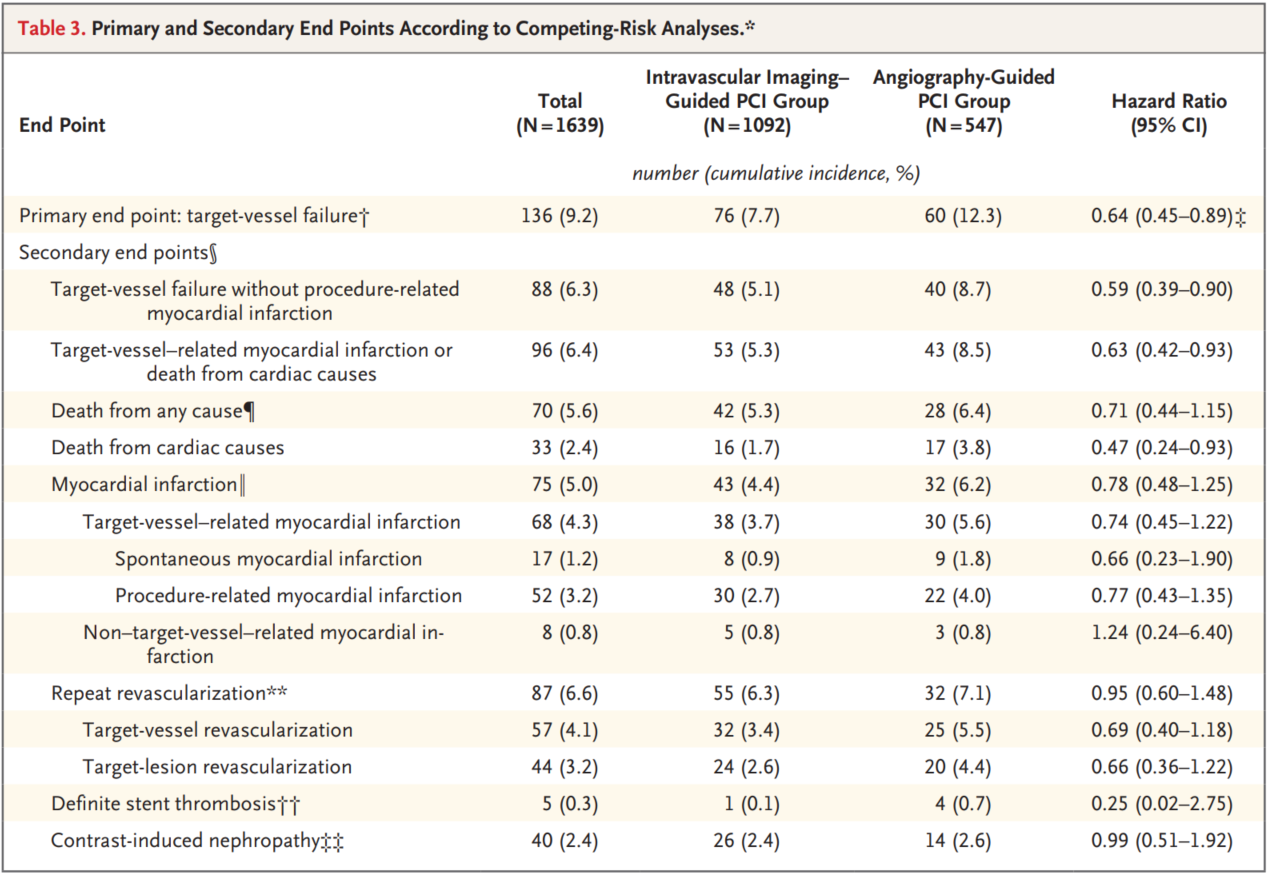 Table 3. Primary and Secondary End Points According to Competing-Risk Analyses.*
End Point Total (N=1639) Intravascular Imaging–Guided PCI Group (N=1092) Angiography-Guided PCI Group (N=547) Hazard Ratio (95% CI)
number (cumulative incidence, %)
Primary end point: target-vessel failure† 136 (9.2) 76 (7.7) 60 (12.3) 0.64 (0.45–0.89)‡
Secondary end points§
Target-vessel failure without procedure-related 88 (6.3) 48 (5.1) 40 (8.7) 0.59 (0.39–0.90)
myocardial infarction
Target-vessel–related myocardial infarction or 96 (6.4) 53 (5.3) 43 (8.5) 0.63 (0.42–0.93)
death from cardiac causes
Death from any cause¶ 70 (5.6) 42 (5.3) 28 (6.4) 0.71 (0.44–1.15)
Death from cardiac causes 33 (2.4) 16 (1.7) 17 (3.8) 0.47 (0.24–0.93)
Myocardial infarction‖ 75 (5.0) 43 (4.4) 32 (6.2) 0.78 (0.48–1.25)
Target-vessel–related myocardial infarction 68 (4.3) 38 (3.7) 30 (5.6) 0.74 (0.45–1.22)
Spontaneous myocardial infarction 17 (1.2) 8 (0.9) 9 (1.8) 0.66 (0.23–1.90)
Procedure-related myocardial infarction 52 (3.2) 30 (2.7) 22 (4.0) 0.77 (0.43–1.35)
Non–target-vessel–related myocardial in- 8 (0.8) 5 (0.8) 3 (0.8) 1.24 (0.24–6.40)
farction
Repeat revascularization** 87 (6.6) 55 (6.3) 32 (7.1) 0.95 (0.60–1.48)
Target-vessel revascularization 57 (4.1) 32 (3.4) 25 (5.5) 0.69 (0.40–1.18)
Target-lesion revascularization 44 (3.2) 24 (2.6) 20 (4.4) 0.66 (0.36–1.22)
Definite stent thrombosis†† 5 (0.3) 1 (0.1) 4 (0.7) 0.25 (0.02–2.75)
Contrast-induced nephropathy‡‡ 40 (2.4) 26 (2.4) 14 (2.6) 0.99 (0.51–1.92)